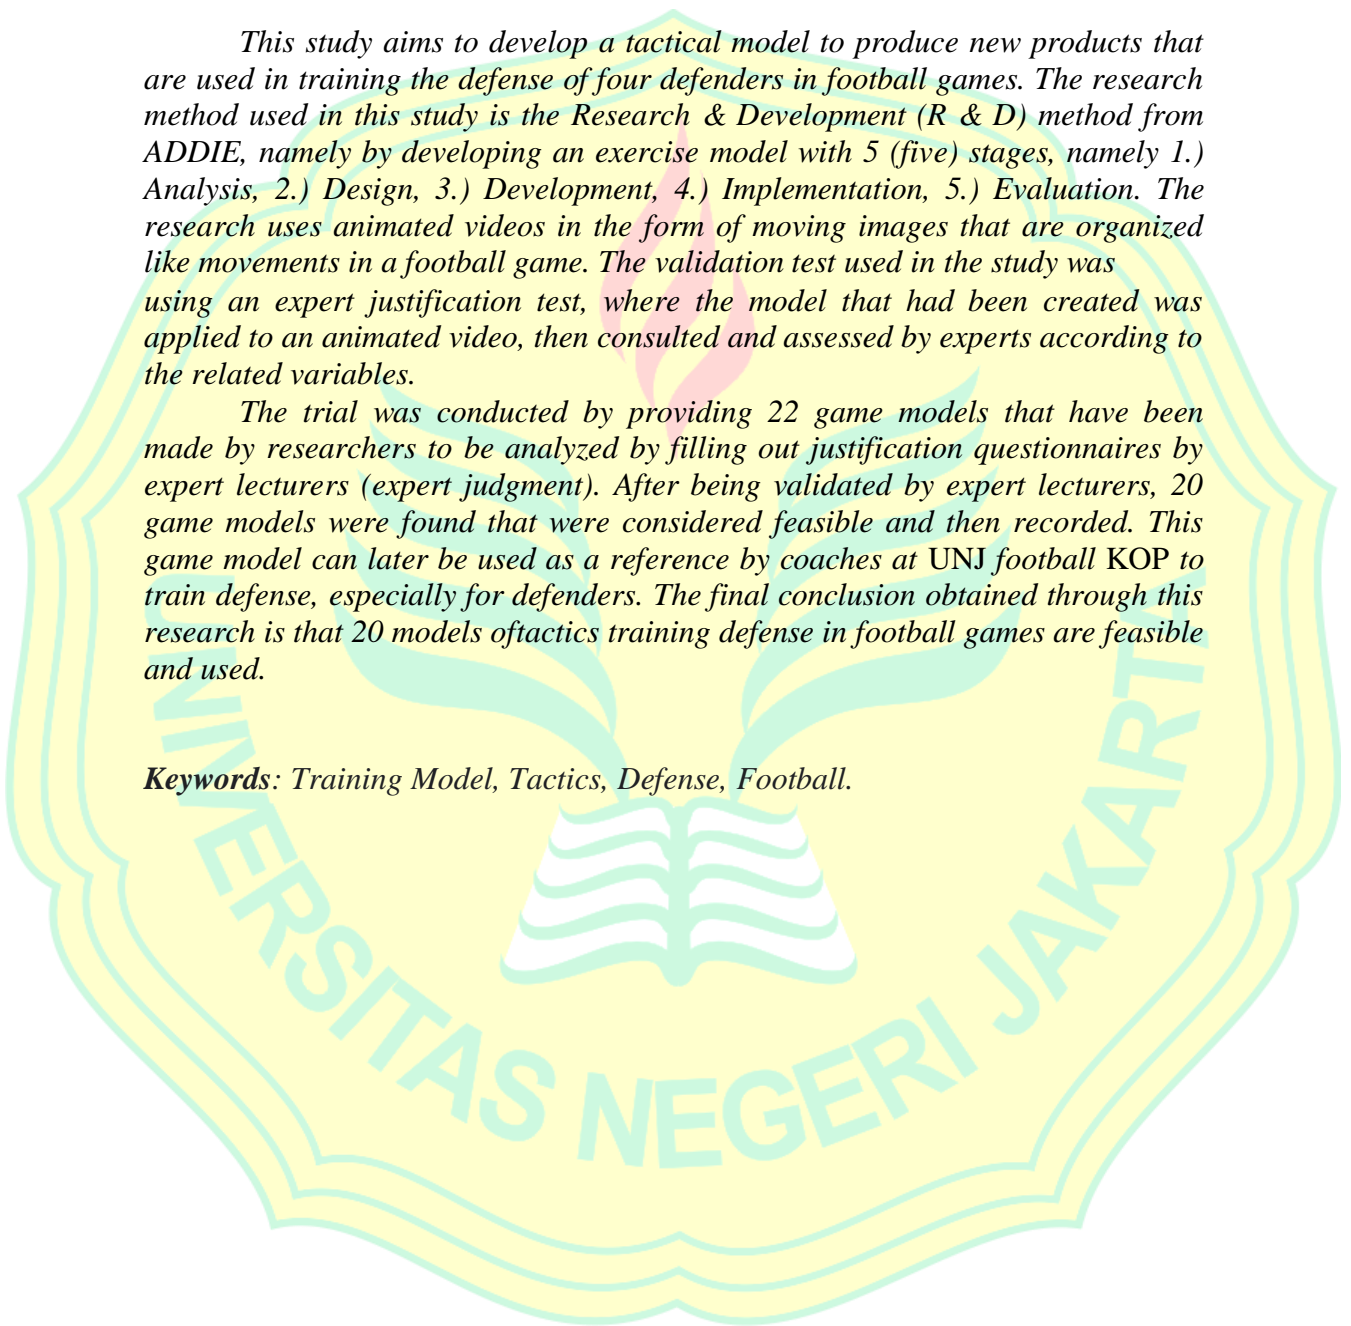 This study aims to develop a tactical model to produce new products that
are used in training the defense of four defenders in football games. The research
method used in this study is the Research & Development (R & D) method from
ADDIE, namely by developing an exercise model with 5 (five) stages, namely 1.)
Analysis, 2.) Design, 3.) Development, 4.) Implementation, 5.) Evaluation. The
research uses animated videos in the form of moving images that are organized
like movements in a football game. The validation test used in the study was
using an expert justification test, where the model that had been created was
applied to an animated video, then consulted and assessed by experts according to
the related variables.
The trial was conducted by providing 22 game models that have been
made by researchers to be analyzed by filling out justification questionnaires by
expert lecturers (expert judgment). After being validated by expert lecturers, 20
game models were found that were considered feasible and then recorded. This
game model can later be used as a reference by coaches at UNJ football KOP to
train defense, especially for defenders. The final conclusion obtained through this
research is that 20 models oftactics training defense in football games are feasible
and used.
Keywords: Training Model, Tactics, Defense, Football.
UNIVERSITAS NEGERI JAKARTA